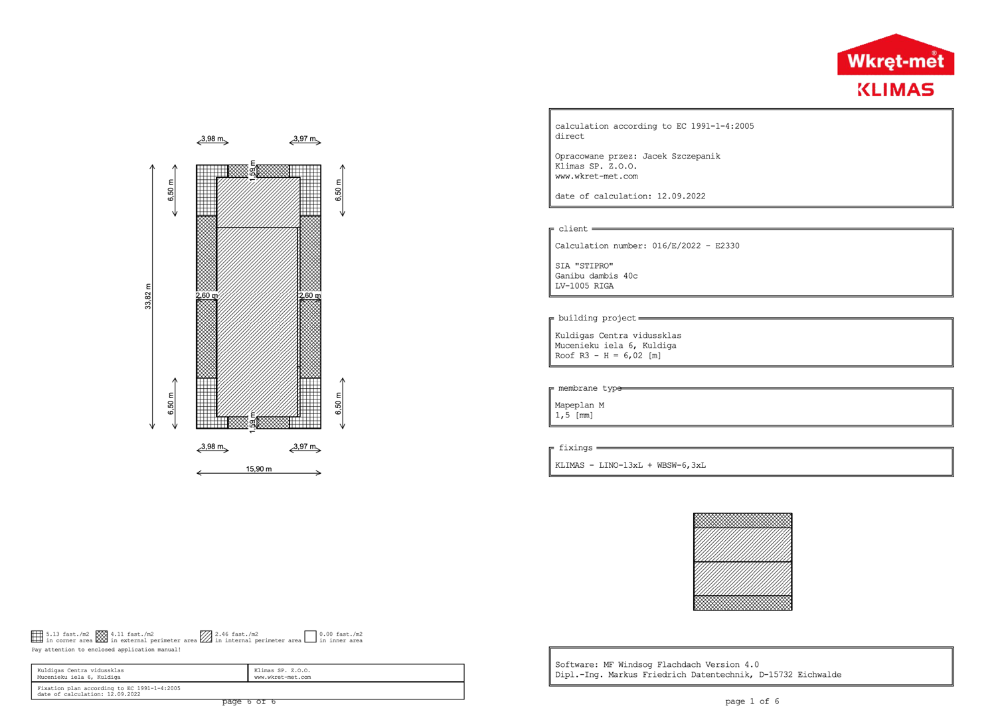 3,98 m
3,97 m
1,59 m
6,50 m
6,50 m
33,82 m
2,60 m
2,60 m
6,50 m
6,50 m
1,59 m
3,98 m
3,97 m
15,90 m
5.13 fast./m2
in corner area
4.11 fast./m2
in external perimeter area
2.46 fast./m2
in internal perimeter area
0.00 fast./m2
in inner area
Pay attention to enclosed application manual!
Kuldigas Centra vidussklas
Mucenieku iela 6, Kuldiga
Klimas SP. Z.O.O.
www.wkret-met.com
Fixation plan according to EC 1991-1-4:2005
date of calculation: 12.09.2022
page 6 of 6
Wkręt-met®
KLIMAS
calculation according to EC 1991-1-4:2005
direct
Opracowane przez: Jacek Szczepanik
Klimas SP. Z.O.O.
www.wkret-met.com
date of calculation: 12.09.2022
client
Calculation number: 016/E/2022 - E2330
SIA "STIPRO"
Ganibu dambis 40c
LV-1005 RIGA
building project
Kuldigas Centra vidussklas
Mucenieku iela 6, Kuldiga
Roof R3 - H = 6,02 [m]
membrane type
Mapeplan M
1,5 [mm]
fixings
KLIMAS - LINO-13xL + WBSW-6,3xL
Software: MF Windsog Flachdach Version 4.0
Dipl.-Ing. Markus Friedrich Datentechnik, D-15732 Eichwalde
page 1 of 6